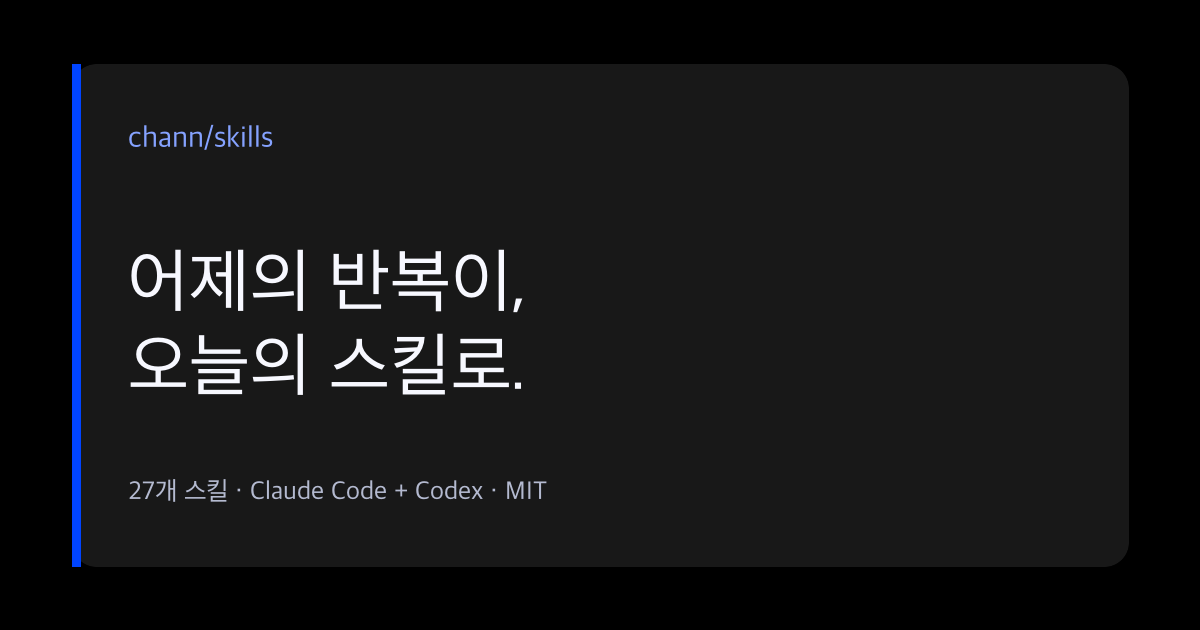 chann/skills
어제의 반복이,
오늘의 스킬로.
27개 스킬 · Claude Code + Codex · MIT